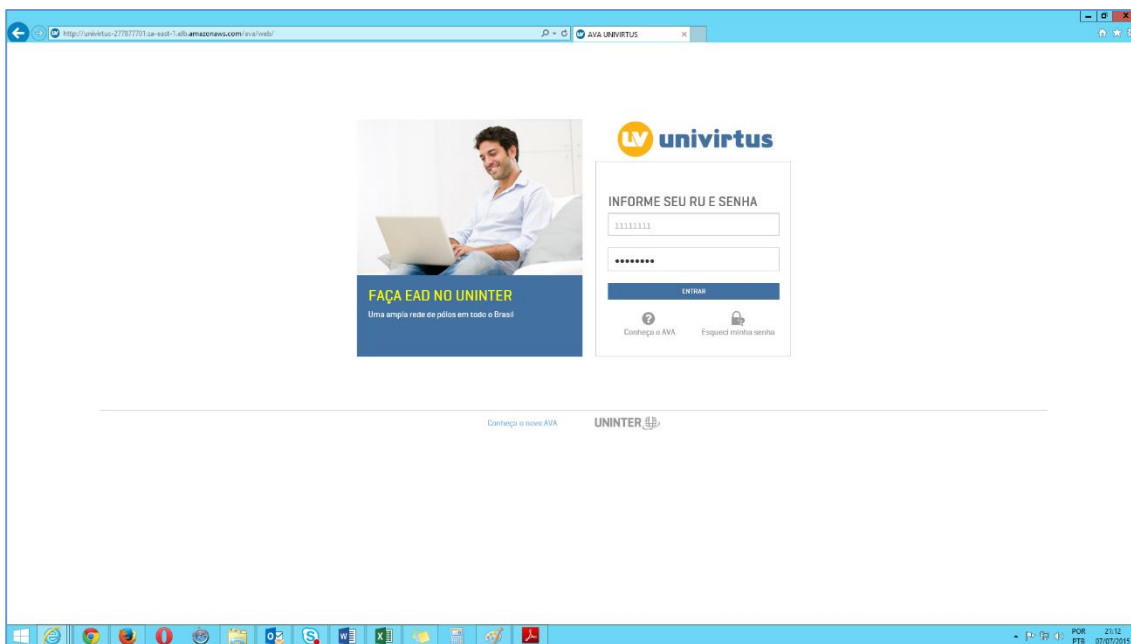 http://univirtus-277877701.sa-east-1.elb.amazonaws.com/ava/web/
AVA UNIVIRTUS
univirtus
INFORME SEU RU E SENHA
11111111
ENTRAR
Conheça o AVA
Esqueci minha senha
FAÇA EAD NO UNINTER
Uma ampla rede de pólos em todo o Brasil
Conheça o novo AVA
UNINTER
POR
PTB
21:12
07/07/2015